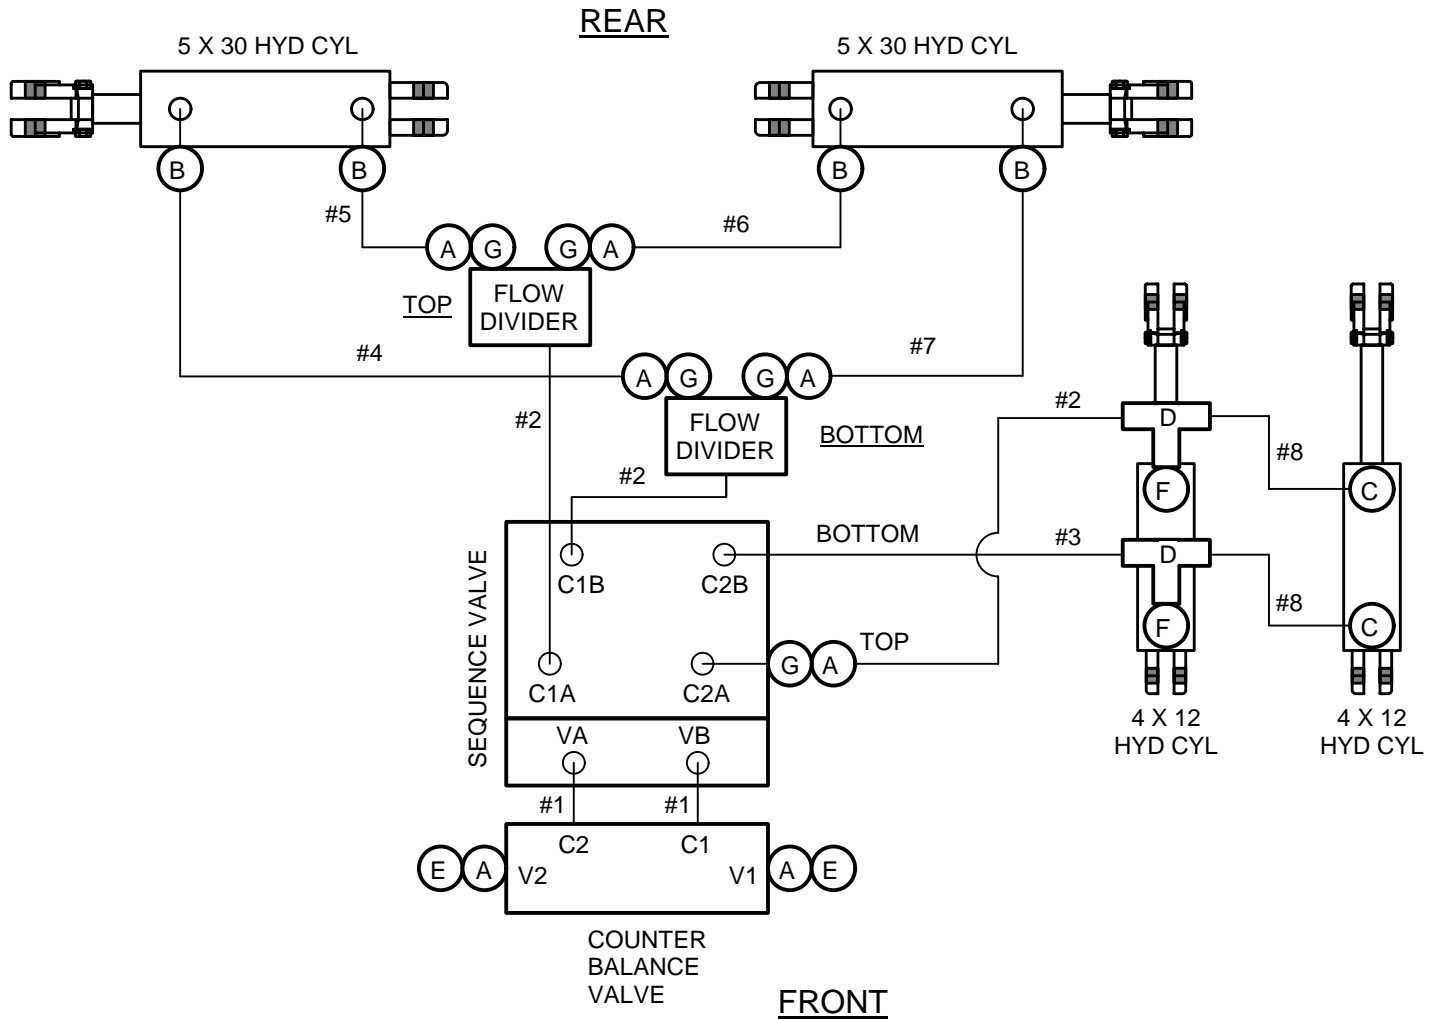 REAR
5 X 30 HYD CYL
5 X 30 HYD CYL
B
B
B
B
#5
#6
A
G
G
A
TOP
FLOW
DIVIDER
#4
#7
A
G
G
A
#2
FLOW
DIVIDER
BOTTOM
#2
#2
D
#8
F
C
SEQUENCE VALVE
C1B
C2B
BOTTOM
#3
D
#8
F
C
C1A
C2A
G
A
TOP
4 X 12
HYD CYL
4 X 12
HYD CYL
VA
VB
#1
#1
C2
C1
E
A
V2
V1
A
E
COUNTER
BALANCE
VALVE
FRONT